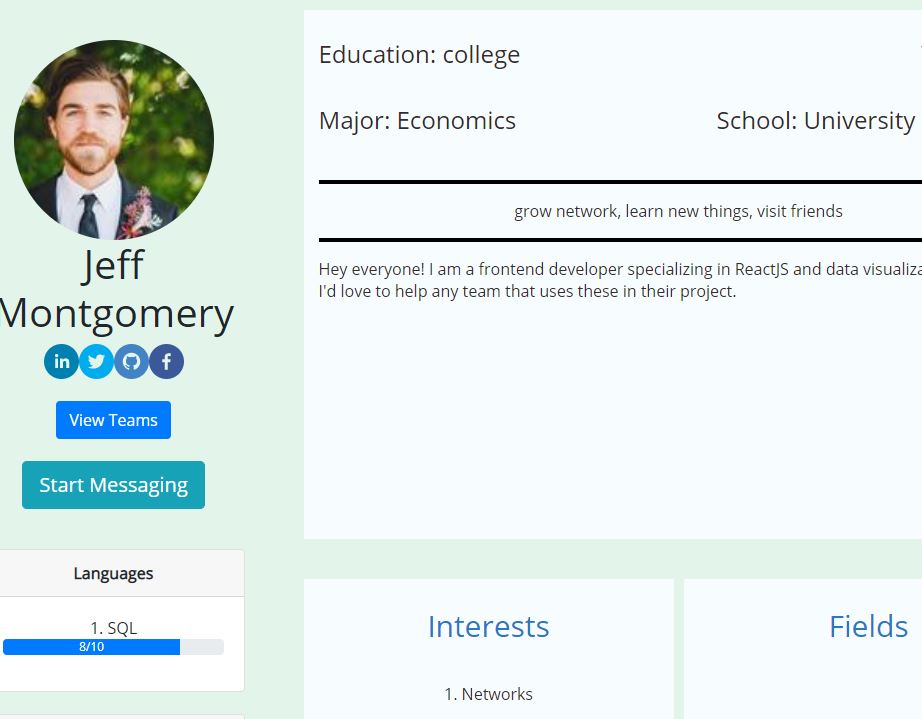 Jeff
Montgomery
in
f
View Teams
Start Messaging
Languages
1. SQL
8/10
Education: college
Major: Economics
School: University
grow network, learn new things, visit friends
Hey everyone! I am a frontend developer specializing in ReactJS and data
I'd love to help any team that uses these in their project.
Interests
1. Networks
Fields